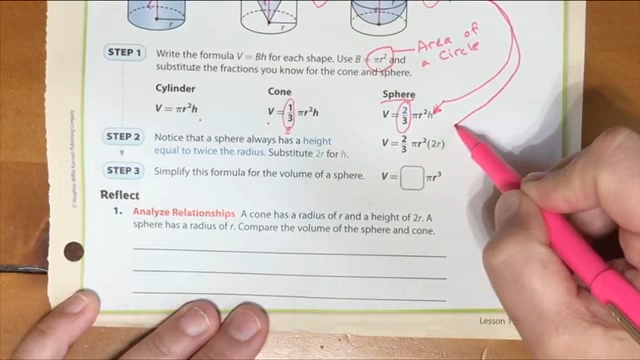 r
Area of
a Circle
STEP 1 Write the formula V = Bh for each shape. Use B = πr² and
substitute the fractions you know for the cone and sphere.
Cylinder Cone Sphere
V = πr²h V = 1/3 πr²h V = 2/3 πr²h
STEP 2 Notice that a sphere always has a height
equal to twice the radius. Substitute 2r for h. V = 2/3 πr²(2r)
STEP 3 Simplify this formula for the volume of a sphere. V = □ πr³
Reflect
1. Analyze Relationships A cone has a radius of r and a height of 2r. A
sphere has a radius of r. Compare the volume of the sphere and cone.
Lesson
© Houghton Mifflin Harcourt Publishing Company